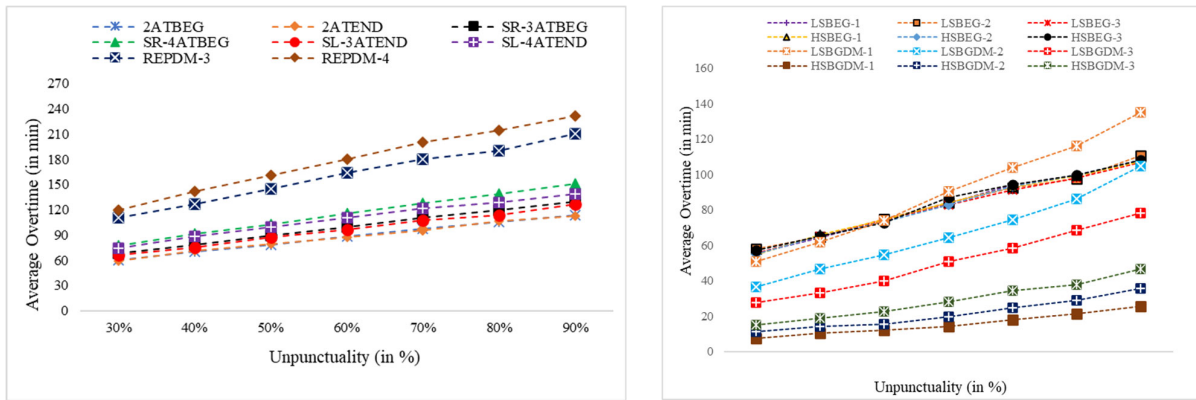 2ATBEG 2ATEND SR-3ATBEG
SR-4ATBEG SL-3ATEND SL-4ATEND
REPDM-3 REPDM-4
270
240
210
180
150
120
90
60
30
0
Average Overtime (in min)
30% 40% 50% 60% 70% 80% 90%
Unpunctuality (in %)
LSBEG-1 LSBEG-2 LSBEG-3
HSBEG-1 HSBEG-2 HSBEG-3
LSBGDM-1 LSBGDM-2 LSBGDM-3
HSBGDM-1 HSBGDM-2 HSBGDM-3
160
140
120
100
80
60
40
20
0
Average Overtime (in min)
Unpunctuality (in %)